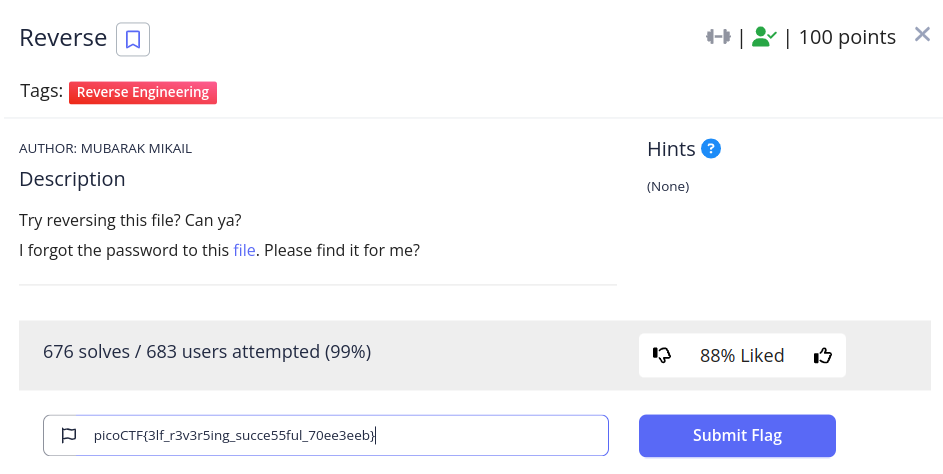 Reverse
| | 100 points
Tags: Reverse Engineering
AUTHOR: MUBARAK MIKAIL
Description
Try reversing this file? Can ya?
I forgot the password to this file. Please find it for me?
Hints ?
(None)
676 solves / 683 users attempted (99%)
88% Liked
picoCTF{3lf_r3v3r5ing_succe55ful_70ee3eeb}
Submit Flag